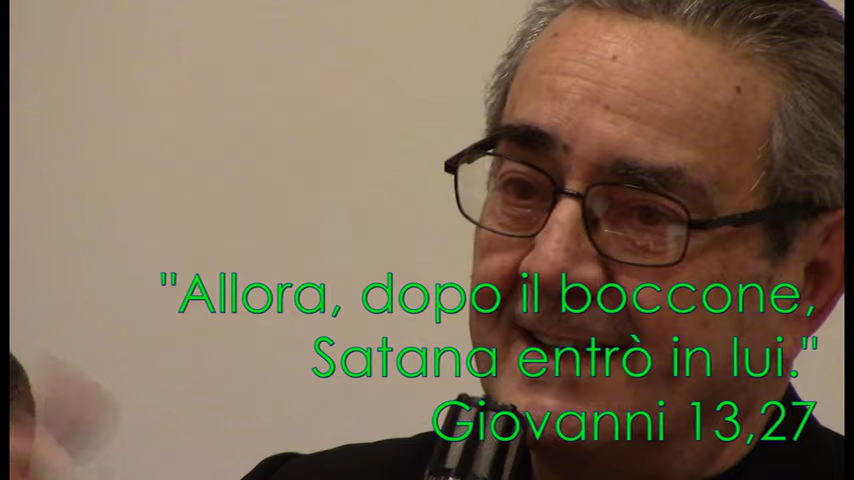 "Allora, dopo il boccone,
Satana entrò in lui."
Giovanni 13,27